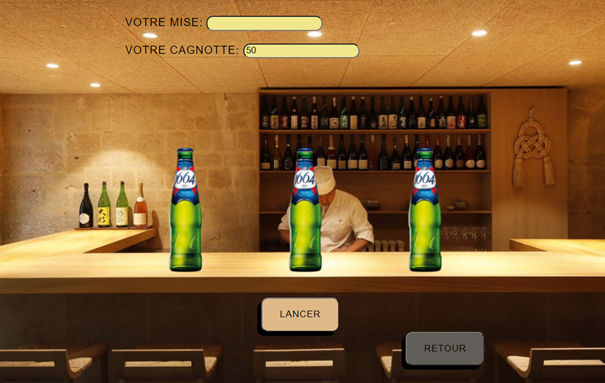 VOTRE MISE:
VOTRE CAGNOTTE: 50
1664 1664 1664
LANCER
RETOUR